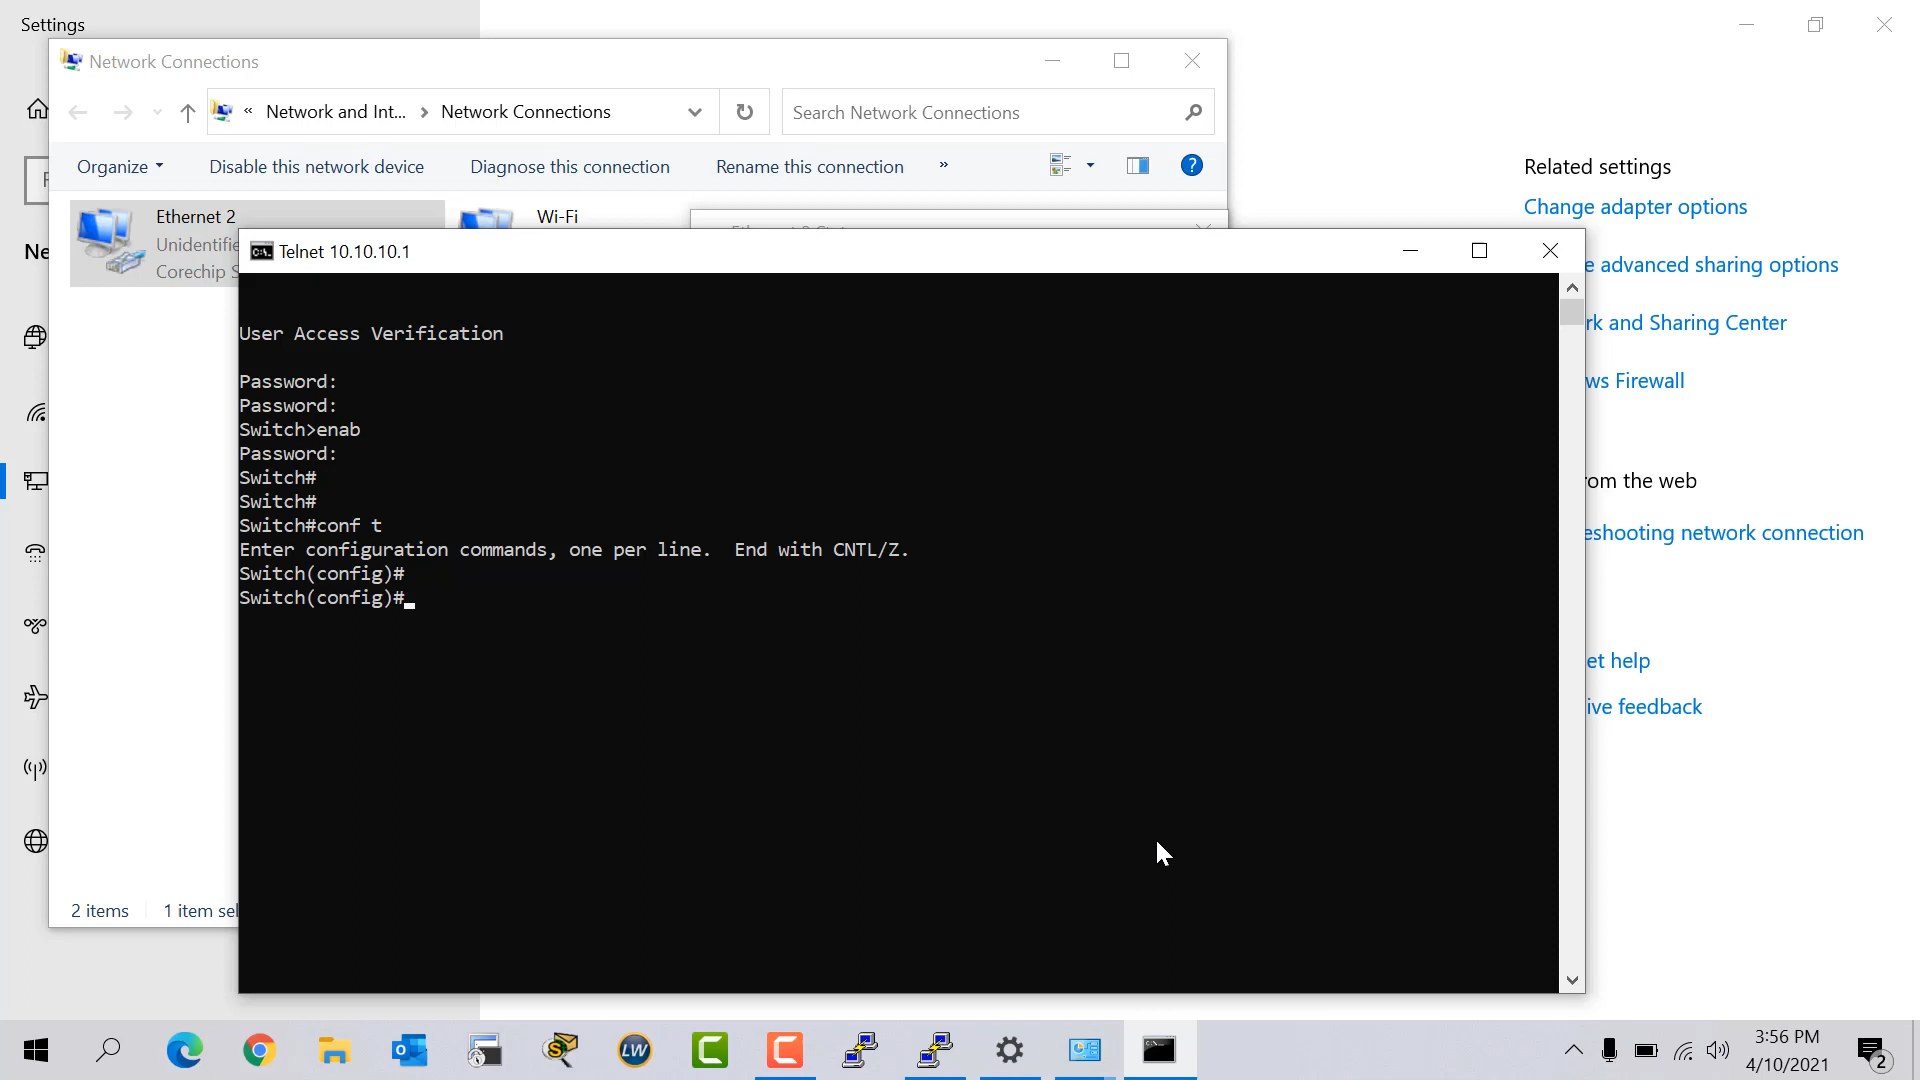 Settings
Network Connections
« Network and Int... > Network Connections
Search Network Connections
Organize
Disable this network device
Diagnose this connection
Rename this connection
»
Ethernet 2
Corechip S
Wi-Fi
Telnet 10.10.10.1
User Access Verification
Password:
Password:
Switch>enab
Password:
Switch#
Switch#
Switch#conf t
Enter configuration commands, one per line.  End with CNTL/Z.
Switch(config)#
Switch(config)#
2 items
1 item sel
Related settings
Change adapter options
e advanced sharing options
rk and Sharing Center
ws Firewall
rom the web
eshooting network connection
et help
ive feedback
LW
3:56 PM
4/10/2021
2